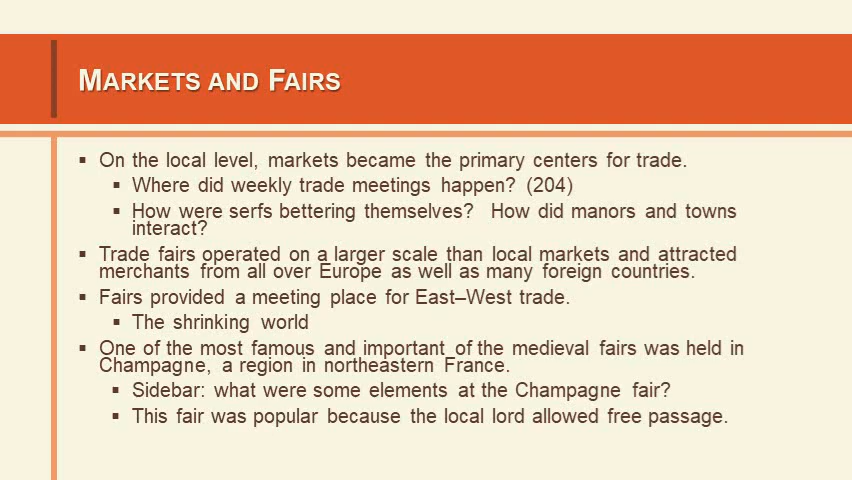 MARKETS AND FAIRS
▪ On the local level, markets became the primary centers for trade.
▪ Where did weekly trade meetings happen? (204)
▪ How were serfs bettering themselves? How did manors and towns
interact?
▪ Trade fairs operated on a larger scale than local markets and attracted
merchants from all over Europe as well as many foreign countries.
▪ Fairs provided a meeting place for East–West trade.
▪ The shrinking world
▪ One of the most famous and important of the medieval fairs was held in
Champagne, a region in northeastern France.
▪ Sidebar: what were some elements at the Champagne fair?
▪ This fair was popular because the local lord allowed free passage.